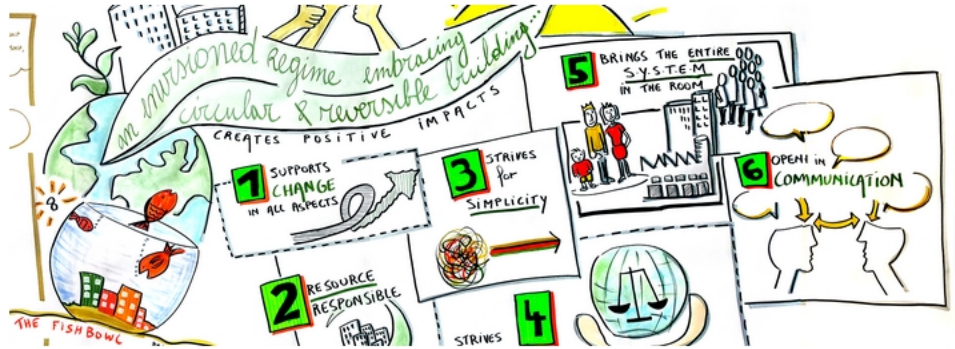 an invisioned Regime embracing
circular & reversible building...
CREATES POSITIVE IMPACTS
1 SUPPORTS
CHANGE
IN ALL ASPECTS
2 RESOURCE
RESPONSIBLE
3 STRIVES
for
SIMPLICITY
4
STRIVES
5 BRINGS THE ENTIRE
S.Y.S.T.E.M
IN THE ROOM
6 OPEN! in
COMMUNICATION
8
THE FISHBOWL